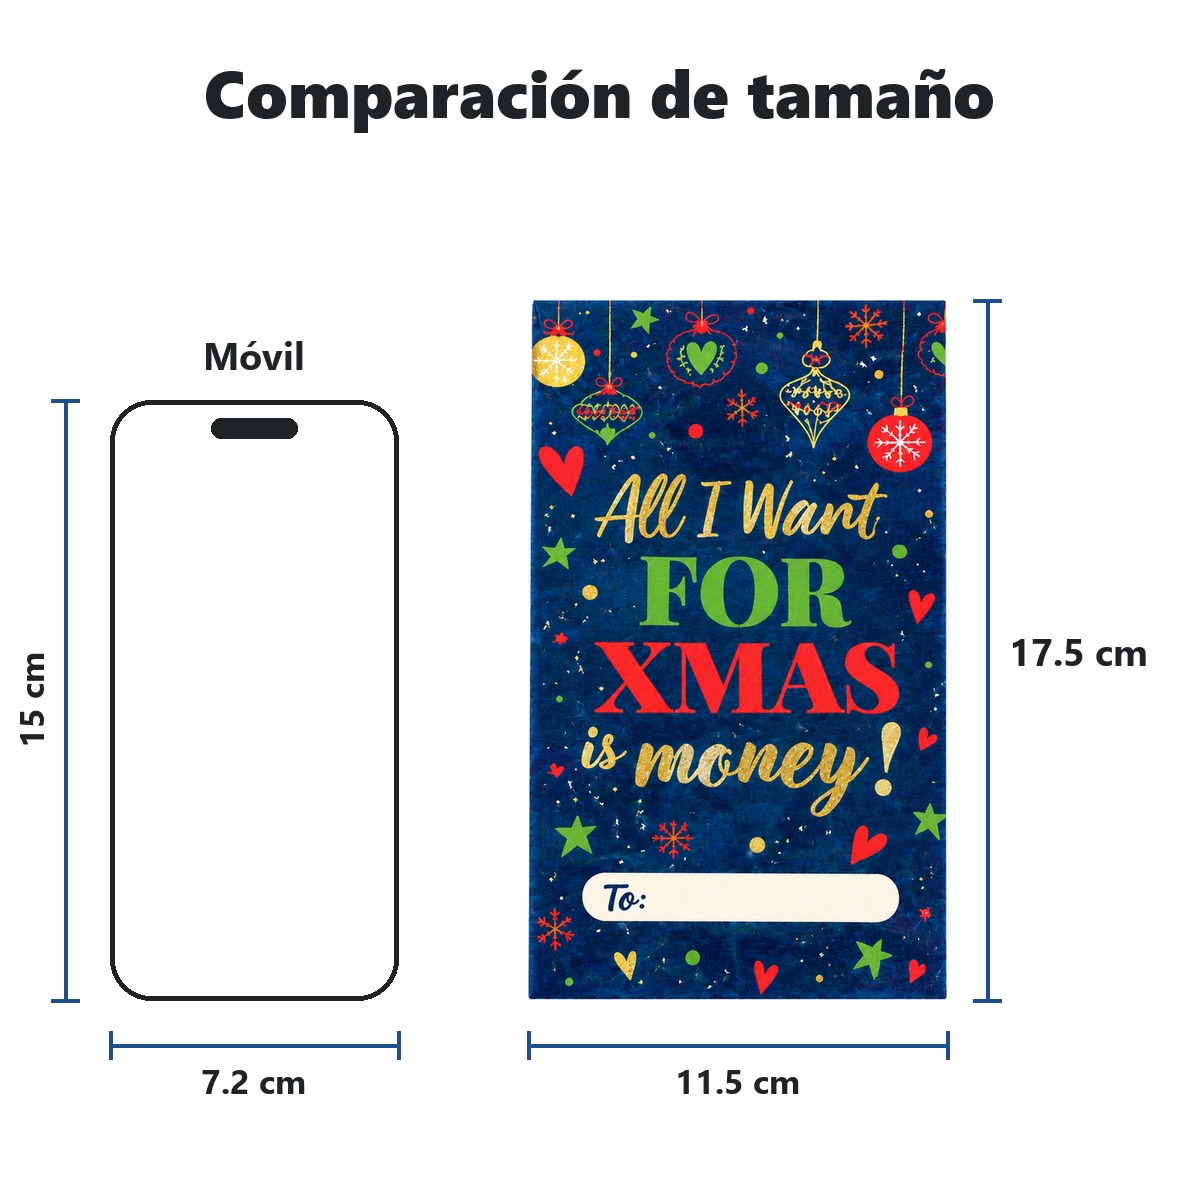 Comparación de tamaño
Móvil
15 cm
7.2 cm
All I Want
FOR
XMAS
is money!
To:
17.5 cm
11.5 cm